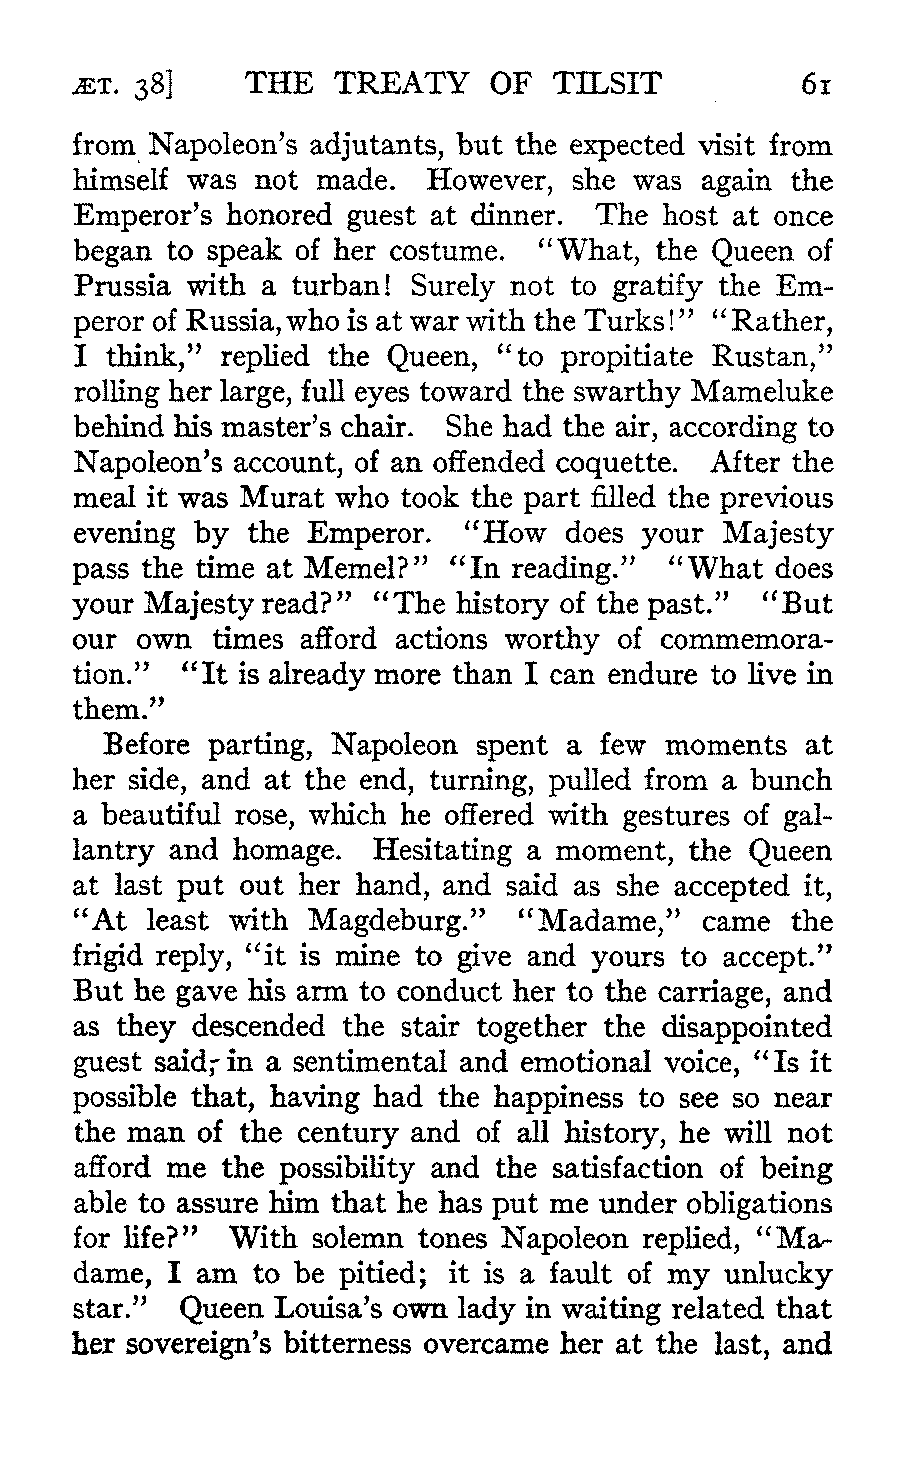 ÆT. 38] THE TREATY OF TILSIT 61
from Napoleon's adjutants, but the expected visit from
himself was not made. However, she was again the
Emperor's honored guest at dinner. The host at once
began to speak of her costume. "What, the Queen of
Prussia with a turban! Surely not to gratify the Em-
peror of Russia, who is at war with the Turks!" "Rather,
I think," replied the Queen, "to propitiate Rustan,"
rolling her large, full eyes toward the swarthy Mameluke
behind his master's chair. She had the air, according to
Napoleon's account, of an offended coquette. After the
meal it was Murat who took the part filled the previous
evening by the Emperor. "How does your Majesty
pass the time at Memel?" "In reading." "What does
your Majesty read?" "The history of the past." "But
our own times afford actions worthy of commemora-
tion." "It is already more than I can endure to live in
them."
Before parting, Napoleon spent a few moments at
her side, and at the end, turning, pulled from a bunch
a beautiful rose, which he offered with gestures of gal-
lantry and homage. Hesitating a moment, the Queen
at last put out her hand, and said as she accepted it,
"At least with Magdeburg." "Madame," came the
frigid reply, "it is mine to give and yours to accept."
But he gave his arm to conduct her to the carriage, and
as they descended the stair together the disappointed
guest said, in a sentimental and emotional voice, "Is it
possible that, having had the happiness to see so near
the man of the century and of all history, he will not
afford me the possibility and the satisfaction of being
able to assure him that he has put me under obligations
for life?" With solemn tones Napoleon replied, "Ma-
dame, I am to be pitied; it is a fault of my unlucky
star." Queen Louisa's own lady in waiting related that
her sovereign's bitterness overcame her at the last, and